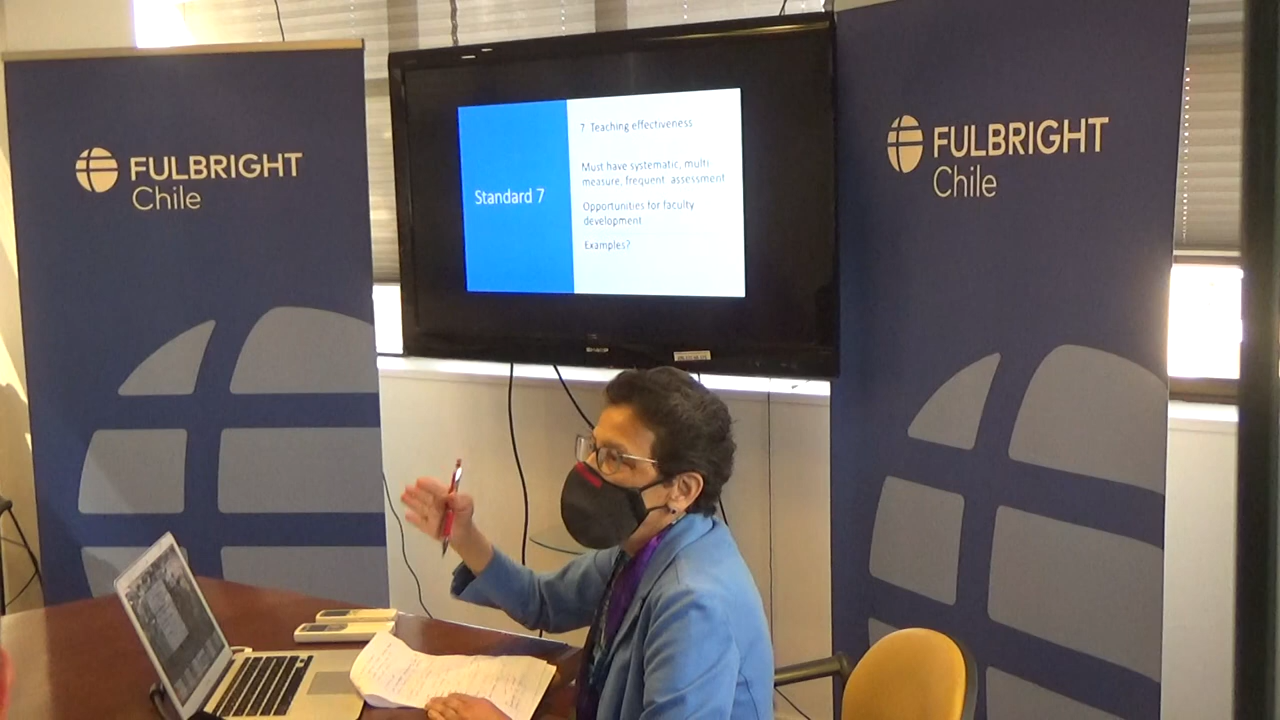 FULBRIGHT
Chile
Standard 7
7 Teaching effectiveness
Must have systematic, multi
measure, frequent assessment
Opportunities for faculty
development
Examples?
FULBRIGHT
Chile